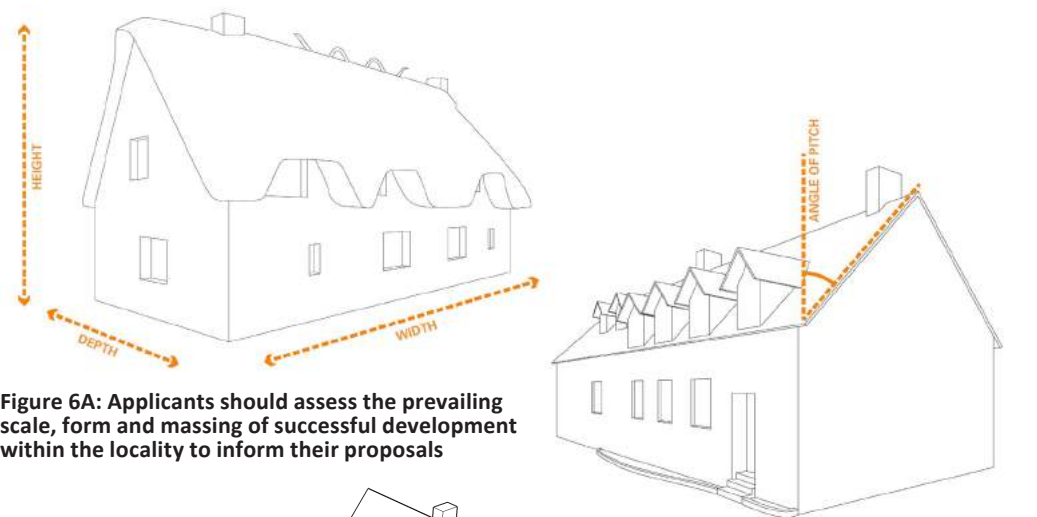 HEIGHT
DEPTH
WIDTH
ANGLE OF PITCH
Figure 6A: Applicants should assess the prevailing
scale, form and massing of successful development
within the locality to inform their proposals